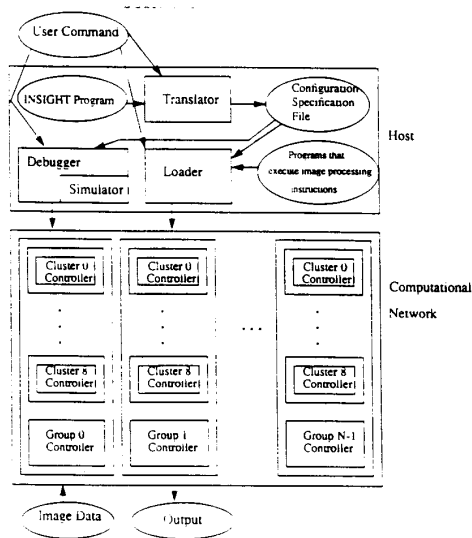 User Command
INSIGHT Program
Translator
Configuration
Specification
File
Host
Debugger
Simulator
Loader
Programs that
execute image processing
instructions
Cluster 0
Controller
Cluster 0
Controller
Cluster 0
Controller
Computational
Network
. . .
Cluster 8
Controller
Cluster 8
Controller
Cluster 8
Controller
Group 0
Controller
Group 1
Controller
Group N-1
Controller
Image Data
Output